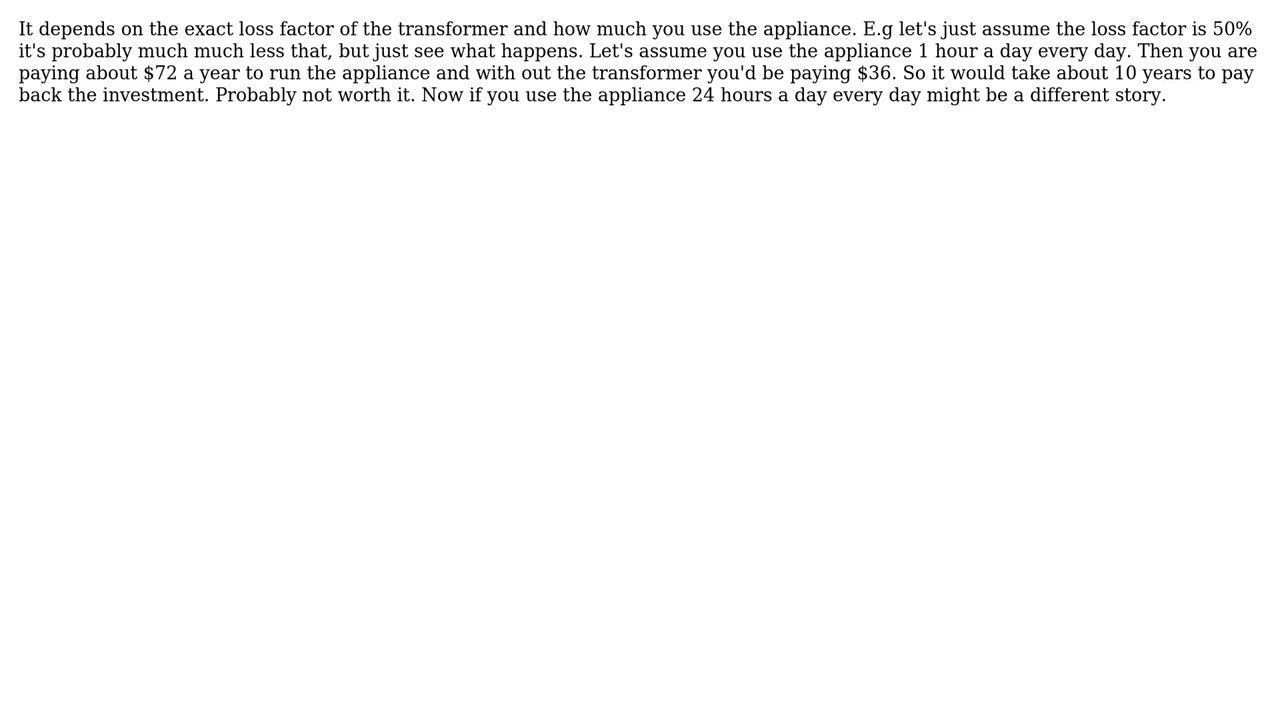 It depends on the exact loss factor of the transformer and how much you use the appliance. E.g let's just assume the loss factor is 50%
it's probably much much less that, but just see what happens. Let's assume you use the appliance 1 hour a day every day. Then you are
paying about $72 a year to run the appliance and with out the transformer you'd be paying $36. So it would take about 10 years to pay
back the investment. Probably not worth it. Now if you use the appliance 24 hours a day every day might be a different story.